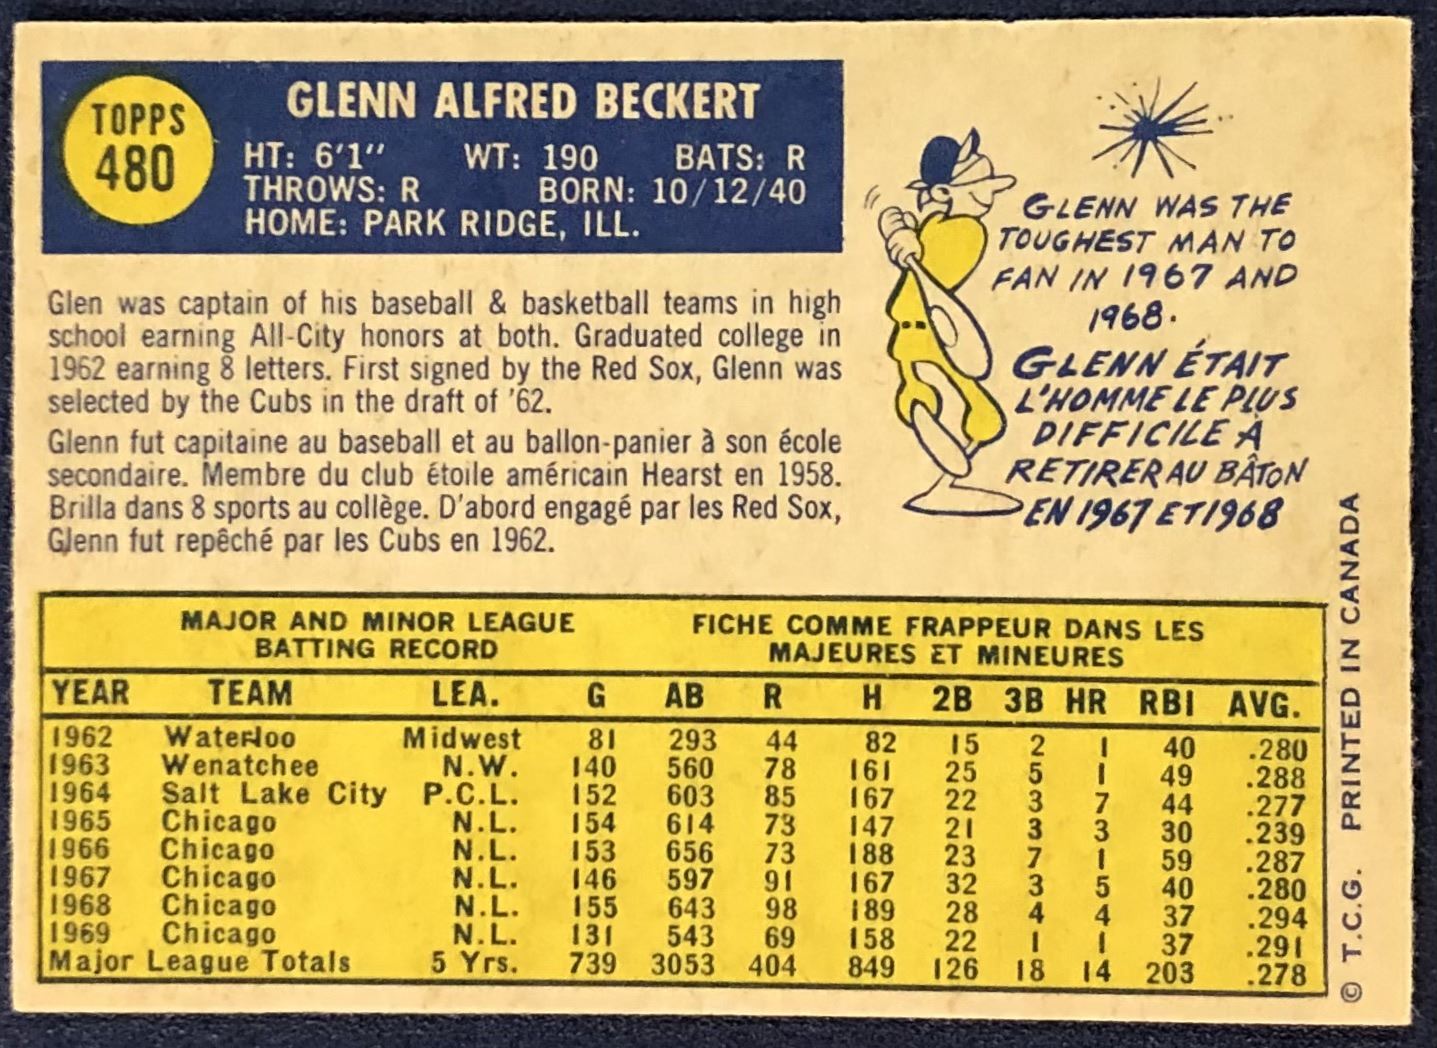 TOPPS
480
GLENN ALFRED BECKERT
HT: 6'1" WT: 190 BATS: R
THROWS: R BORN: 10/12/40
HOME: PARK RIDGE, ILL.
Glen was captain of his baseball & basketball teams in high
school earning All-City honors at both. Graduated college in
1962 earning 8 letters. First signed by the Red Sox, Glenn was
selected by the Cubs in the draft of '62.
Glenn fut capitaine au baseball et au ballon-panier à son école
secondaire. Membre du club étoile américain Hearst en 1958.
Brilla dans 8 sports au collège. D'abord engagé par les Red Sox,
Glenn fut repêché par les Cubs en 1962.
GLENN WAS THE
TOUGHEST MAN TO
FAN IN 1967 AND
1968.
GLENN ÉTAIT
L'HOMME LE PLUS
DIFFICILE À
RETIRER AU BÂTON
EN 1967 ET 1968
MAJOR AND MINOR LEAGUE
BATTING RECORD
FICHE COMME FRAPPEUR DANS LES
MAJEURES ET MINEURES
YEAR TEAM LEA. G AB R H 2B 3B HR RBI AVG.
1962 Waterloo Midwest 81 293 44 82 15 2 1 40 .280
1963 Wenatchee N.W. 140 560 78 161 25 5 1 49 .288
1964 Salt Lake City P.C.L. 152 603 85 167 22 3 7 44 .277
1965 Chicago N.L. 154 614 73 147 21 3 3 30 .239
1966 Chicago N.L. 153 656 73 188 23 7 1 59 .287
1967 Chicago N.L. 146 597 91 167 32 3 5 40 .280
1968 Chicago N.L. 155 643 98 189 28 4 4 37 .294
1969 Chicago N.L. 131 543 69 158 22 1 1 37 .291
Major League Totals 5 Yrs. 739 3053 404 849 126 18 14 203 .278
© T.C.G. PRINTED IN CANADA